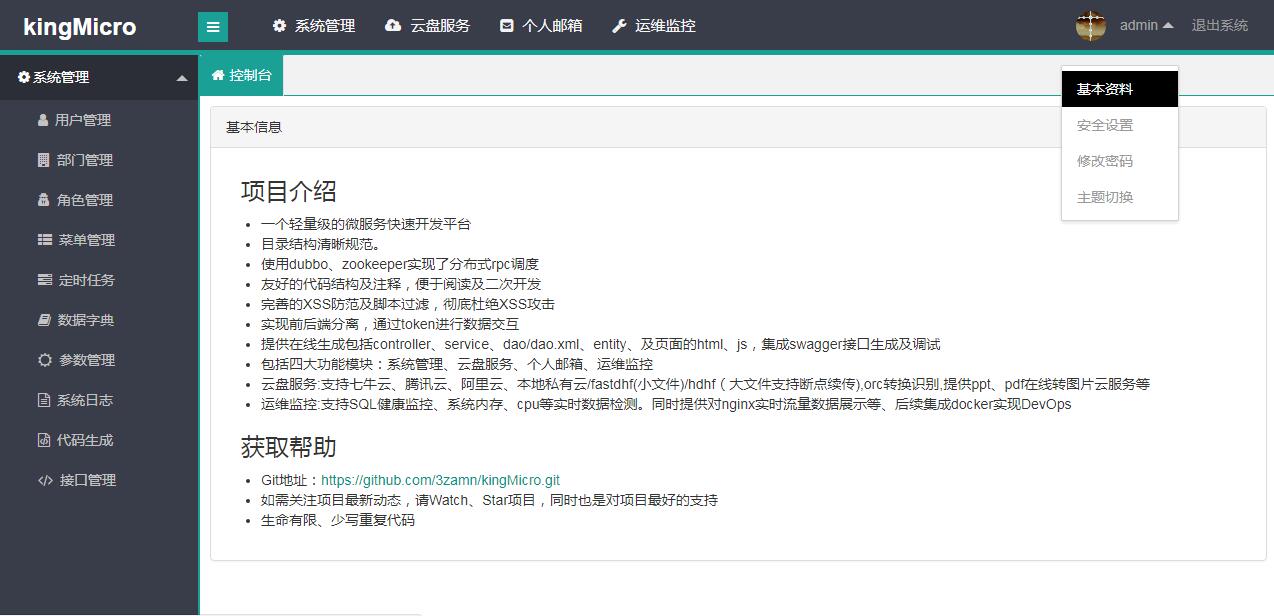 kingMicro
系统管理 云盘服务 个人邮箱 运维监控
admin 退出系统
系统管理
用户管理
部门管理
角色管理
菜单管理
定时任务
数据字典
参数管理
系统日志
代码生成
接口管理
控制台
基本资料
安全设置
修改密码
主题切换
基本信息
项目介绍
一个轻量级的微服务快速开发平台
目录结构清晰规范。
使用dubbo、zookeeper实现了分布式rpc调度
友好的代码结构及注释，便于阅读及二次开发
完善的XSS防范及脚本过滤，彻底杜绝XSS攻击
实现前后端分离，通过token进行数据交互
提供在线生成包括controller、service、dao/dao.xml、entity、及页面的html、js，集成swagger接口生成及调试
包括四大功能模块：系统管理、云盘服务、个人邮箱、运维监控
云盘服务:支持七牛云、腾讯云、阿里云、本地私有云/fastdhf(小文件)/hdhf（大文件支持断点续传),orc转换识别,提供ppt、pdf在线转图片云服务等
运维监控:支持SQL健康监控、系统内存、cpu等实时数据检测。同时提供对nginx实时流量数据展示等、后续集成docker实现DevOps
获取帮助
Git地址：https://github.com/3zamn/kingMicro.git
如需关注项目最新动态，请Watch、Star项目，同时也是对项目最好的支持
生命有限、少写重复代码